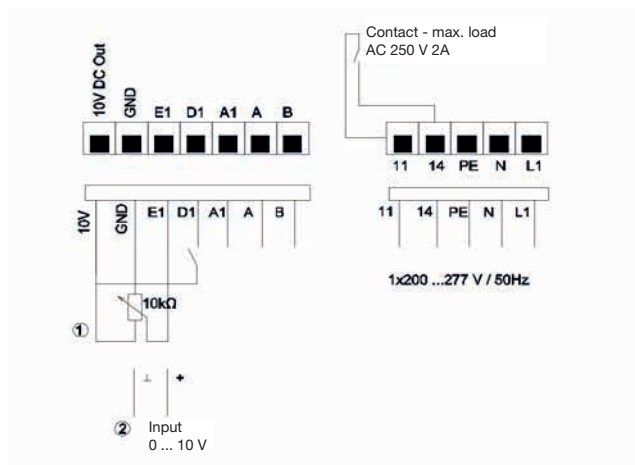 Contact - max. load
AC 250 V 2A
10V DC Out GND E1 D1 A1 A B
11 14 PE N L1
10V GND E1 D1 A1 A B
11 14 PE N L1
1x200 ...277 V / 50Hz
10kΩ
①
⊥ +
② Input
0 ... 10 V